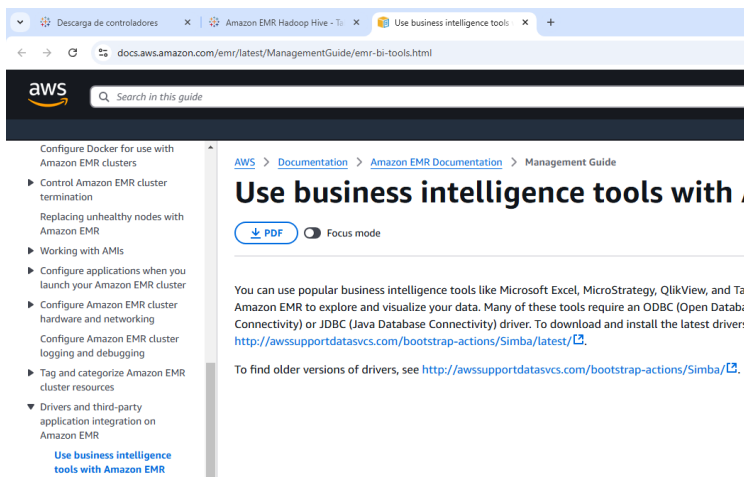 Descarga de controladores
Amazon EMR Hadoop Hive - Ta
Use business intelligence tools
docs.aws.amazon.com/emr/latest/ManagementGuide/emr-bi-tools.html
aws
Search in this guide
Configure Docker for use with
Amazon EMR clusters
Control Amazon EMR cluster
termination
Replacing unhealthy nodes with
Amazon EMR
Working with AMIs
Configure applications when you
launch your Amazon EMR cluster
Configure Amazon EMR cluster
hardware and networking
Configure Amazon EMR cluster
logging and debugging
Tag and categorize Amazon EMR
cluster resources
Drivers and third-party
application integration on
Amazon EMR
Use business intelligence
tools with Amazon EMR
AWS > Documentation > Amazon EMR Documentation > Management Guide
Use business intelligence tools with
PDF Focus mode
You can use popular business intelligence tools like Microsoft Excel, MicroStrategy, QlikView, and Ta
Amazon EMR to explore and visualize your data. Many of these tools require an ODBC (Open Databa
Connectivity) or JDBC (Java Database Connectivity) driver. To download and install the latest drivers
http://awssupportdatasvcs.com/bootstrap-actions/Simba/latest/.
To find older versions of drivers, see http://awssupportdatasvcs.com/bootstrap-actions/Simba/.